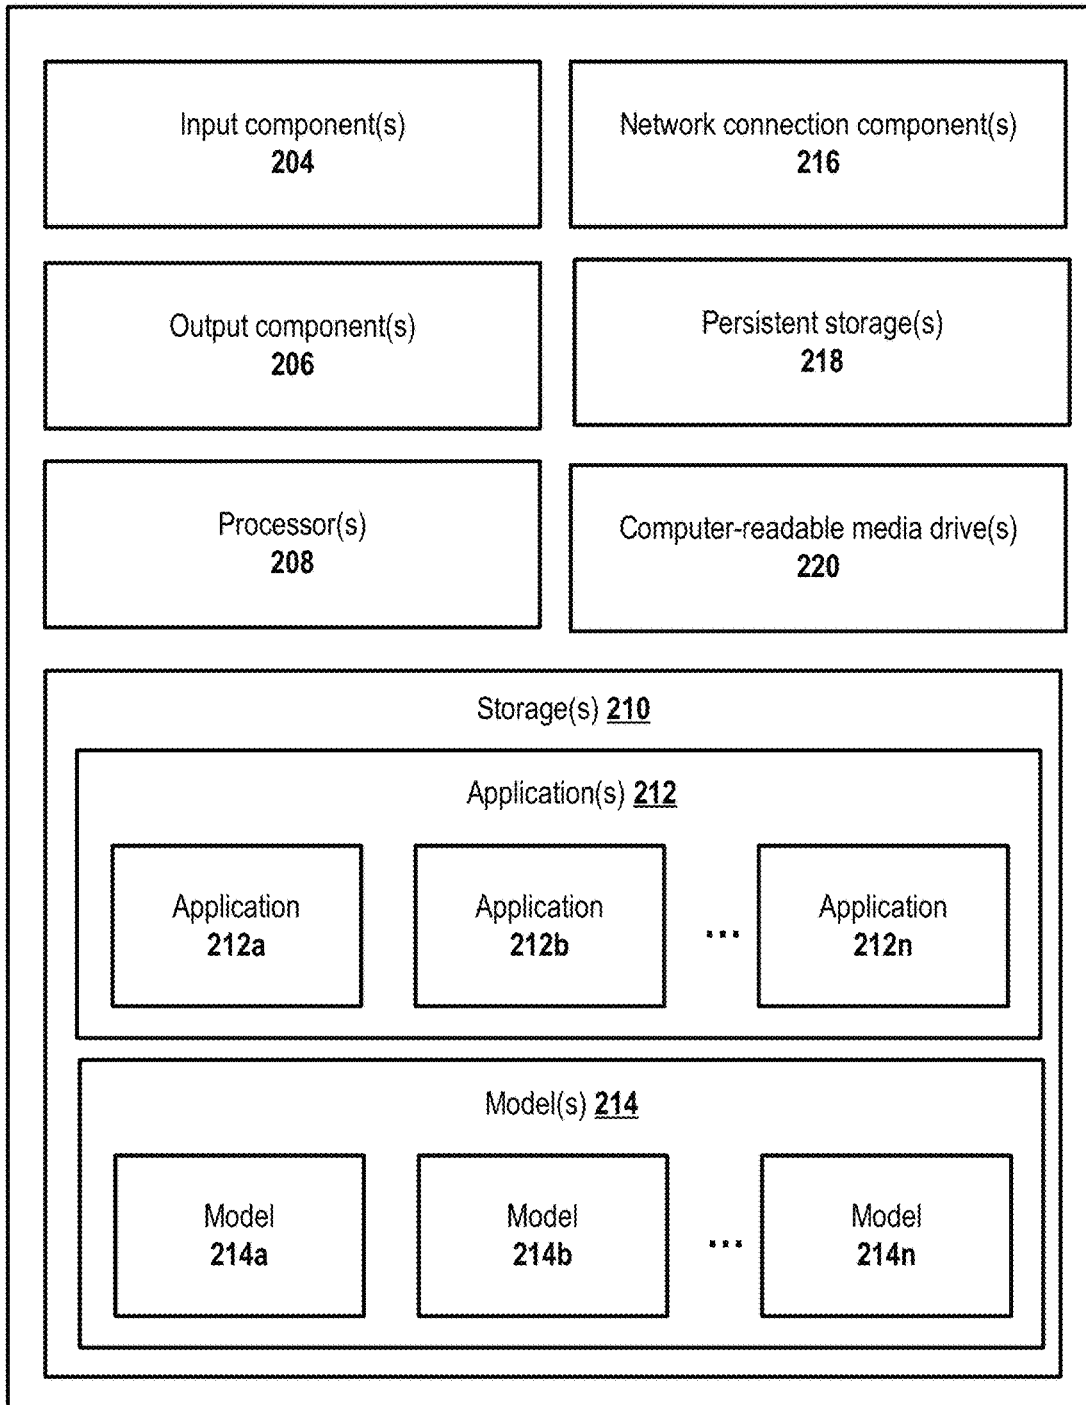 Input component(s)
204
Network connection component(s)
216
Output component(s)
206
Persistent storage(s)
218
Processor(s)
208
Computer-readable media drive(s)
220
Storage(s) 210
Application(s) 212
Application
212a
Application
212b
...
Application
212n
Model(s) 214
Model
214a
Model
214b
...
Model
214n